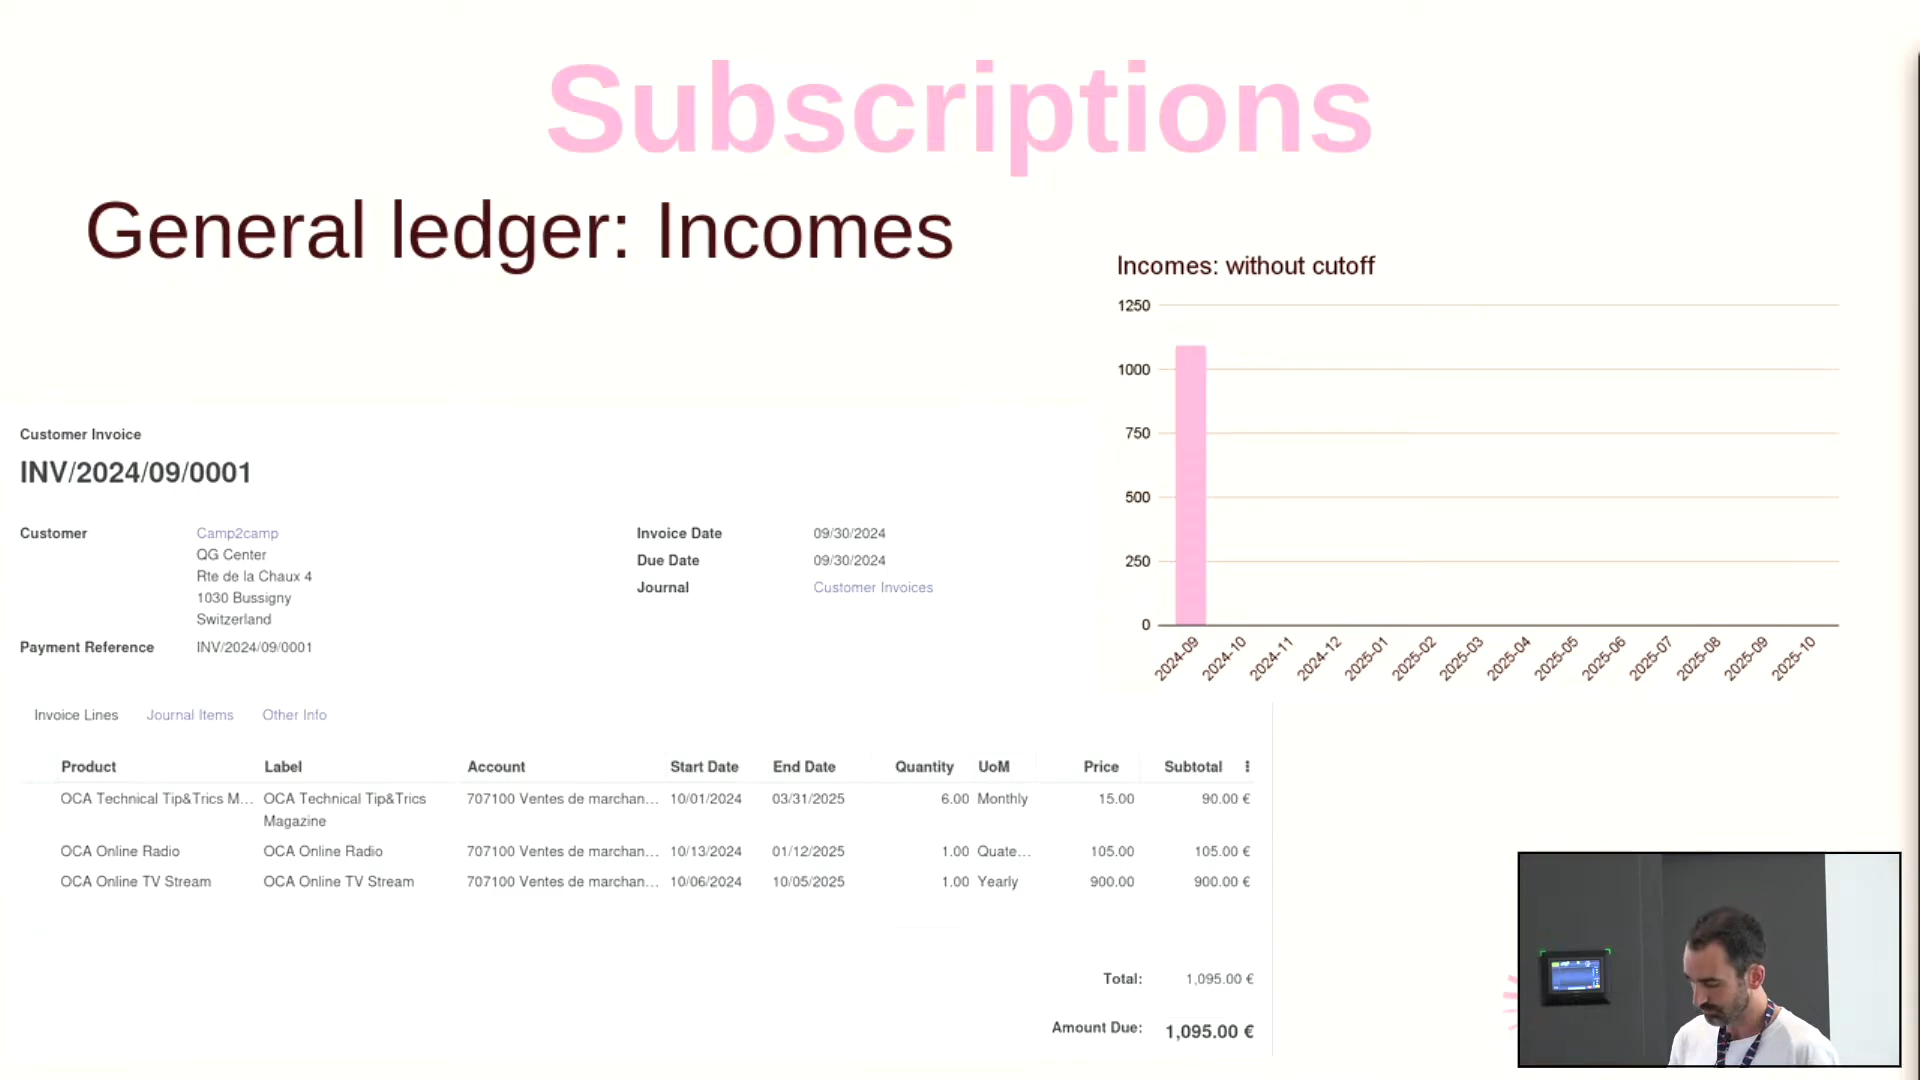 Subscriptions
General ledger: Incomes
Incomes: without cutoff
1250
1000
750
500
250
0
2024-09 2024-10 2024-11 2024-12 2025-01 2025-02 2025-03 2025-04 2025-05 2025-06 2025-07 2025-08 2025-09 2025-10
Customer Invoice
INV/2024/09/0001
Customer Camp2camp
QG Center
Rte de la Chaux 4
1030 Bussigny
Switzerland
Payment Reference INV/2024/09/0001
Invoice Date 09/30/2024
Due Date 09/30/2024
Journal Customer Invoices
Invoice Lines Journal Items Other Info
Product Label Account Start Date End Date Quantity UoM Price Subtotal
OCA Technical Tip&Trics M... OCA Technical Tip&Trics 707100 Ventes de marchan... 10/01/2024 03/31/2025 6.00 Monthly 15.00 90.00 €
Magazine
OCA Online Radio OCA Online Radio 707100 Ventes de marchan... 10/13/2024 01/12/2025 1.00 Quate... 105.00 105.00 €
OCA Online TV Stream OCA Online TV Stream 707100 Ventes de marchan... 10/06/2024 10/05/2025 1.00 Yearly 900.00 900.00 €
Total: 1,095.00 €
Amount Due: 1,095.00 €